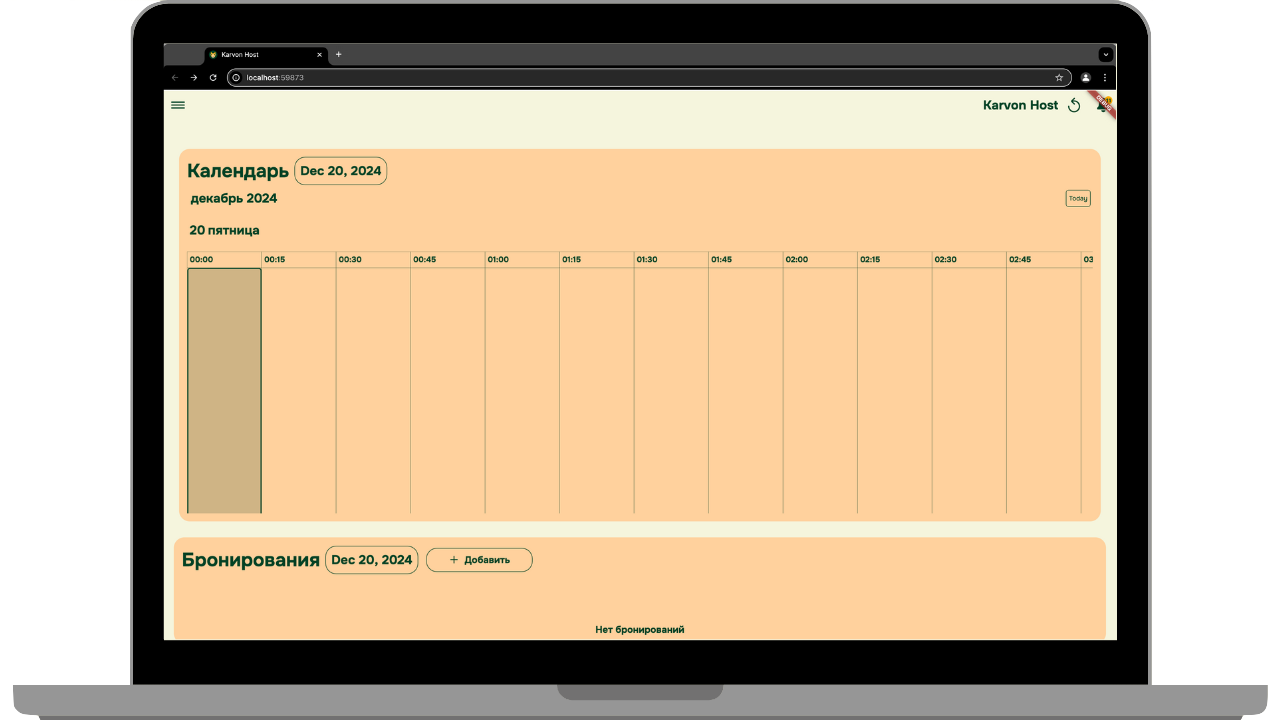 Karvon Host
localhost:59873
Karvon Host
Календарь Dec 20, 2024
декабрь 2024
Today
20 пятница
00:00 00:15 00:30 00:45 01:00 01:15 01:30 01:45 02:00 02:15 02:30 02:45 03
Бронирования Dec 20, 2024 + Добавить
Нет бронирований